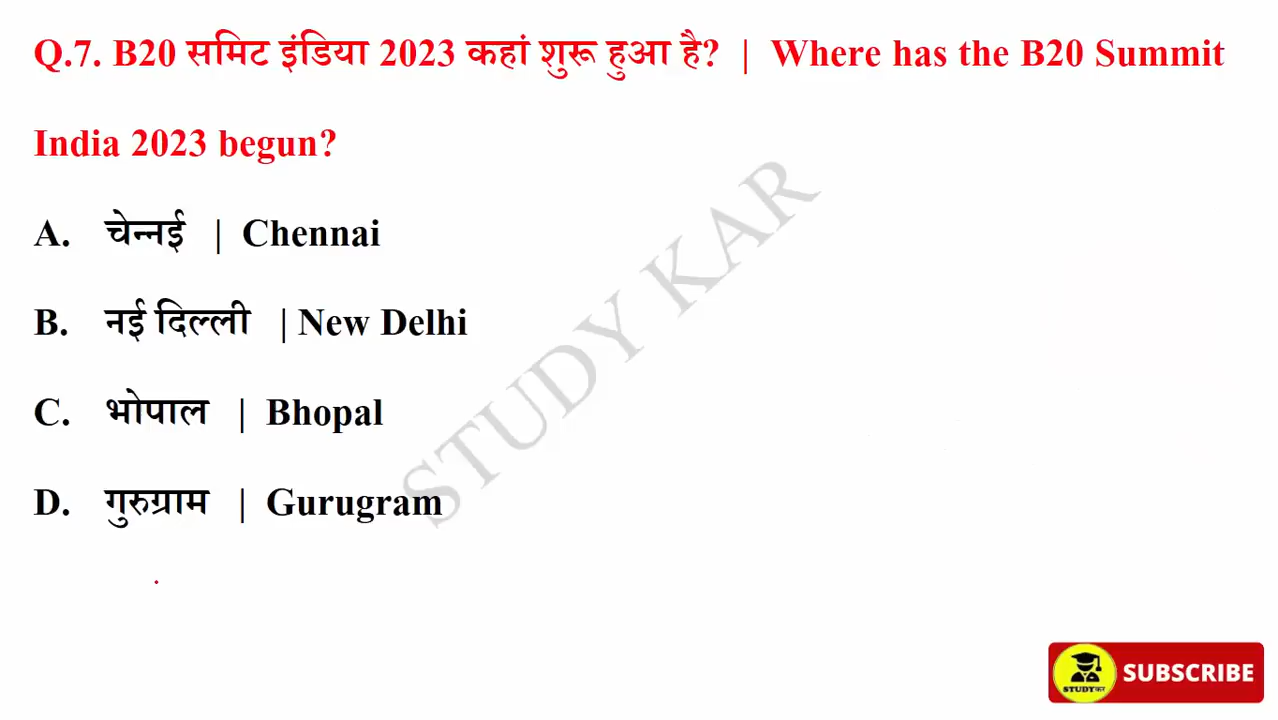 Q.7. B20 समिट इंडिया 2023 कहां शुरू हुआ है? | Where has the B20 Summit
India 2023 begun?
A. चेन्नई | Chennai
B. नई दिल्ली | New Delhi
C. भोपाल | Bhopal
D. गुरुग्राम | Gurugram
STUDY KAR
STUDYकर SUBSCRIBE